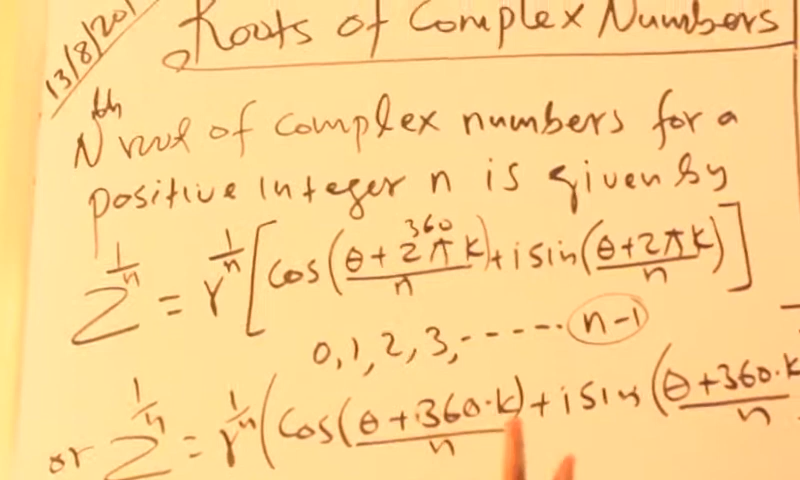 13/8/201
Roots of Complex Numbers
Nth root of complex numbers for a
positive integer n is given by
360
Z^(1/n) = r^(1/n) [cos((θ + 2πk)/n) + i sin((θ + 2πk)/n)]
0, 1, 2, 3, ------ n-1
or Z^(1/n) = r^(1/n) (cos((θ + 360·k)/n) + i sin((θ + 360·k)/n